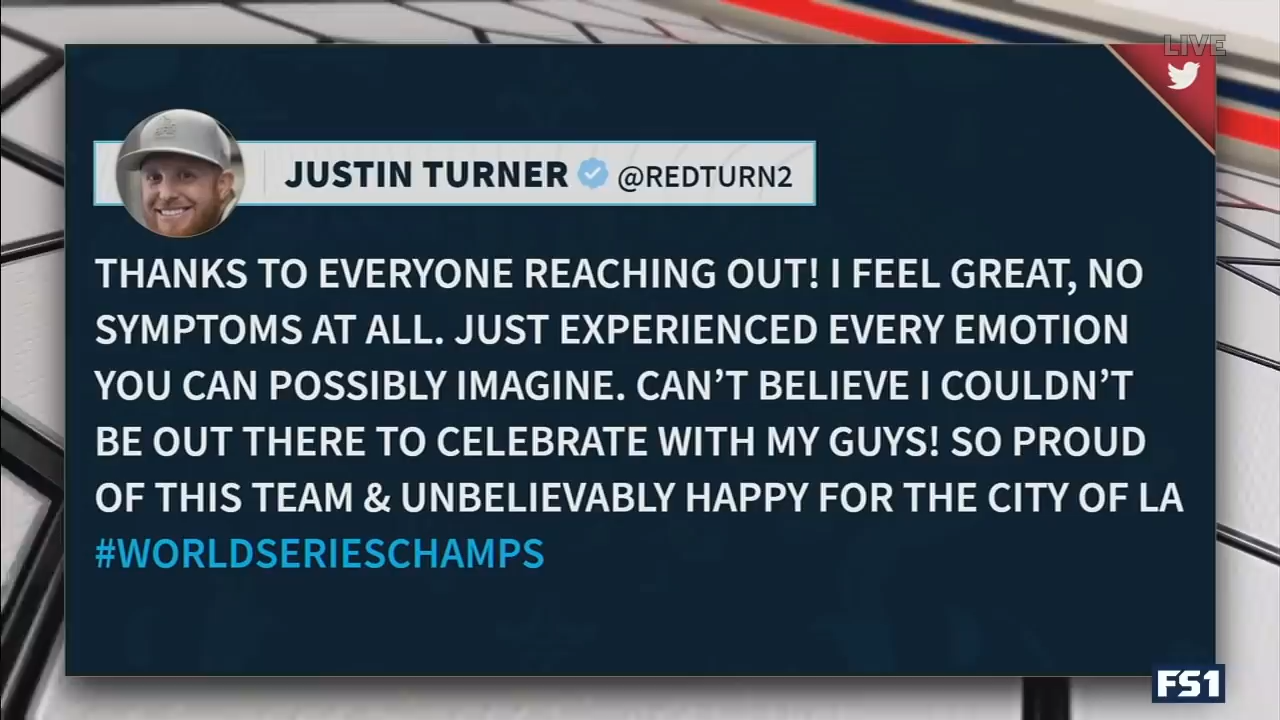 LIVE
JUSTIN TURNER @REDTURN2
THANKS TO EVERYONE REACHING OUT! I FEEL GREAT, NO
SYMPTOMS AT ALL. JUST EXPERIENCED EVERY EMOTION
YOU CAN POSSIBLY IMAGINE. CAN’T BELIEVE I COULDN’T
BE OUT THERE TO CELEBRATE WITH MY GUYS! SO PROUD
OF THIS TEAM & UNBELIEVABLY HAPPY FOR THE CITY OF LA
#WORLDSERIESCHAMPS
FS1